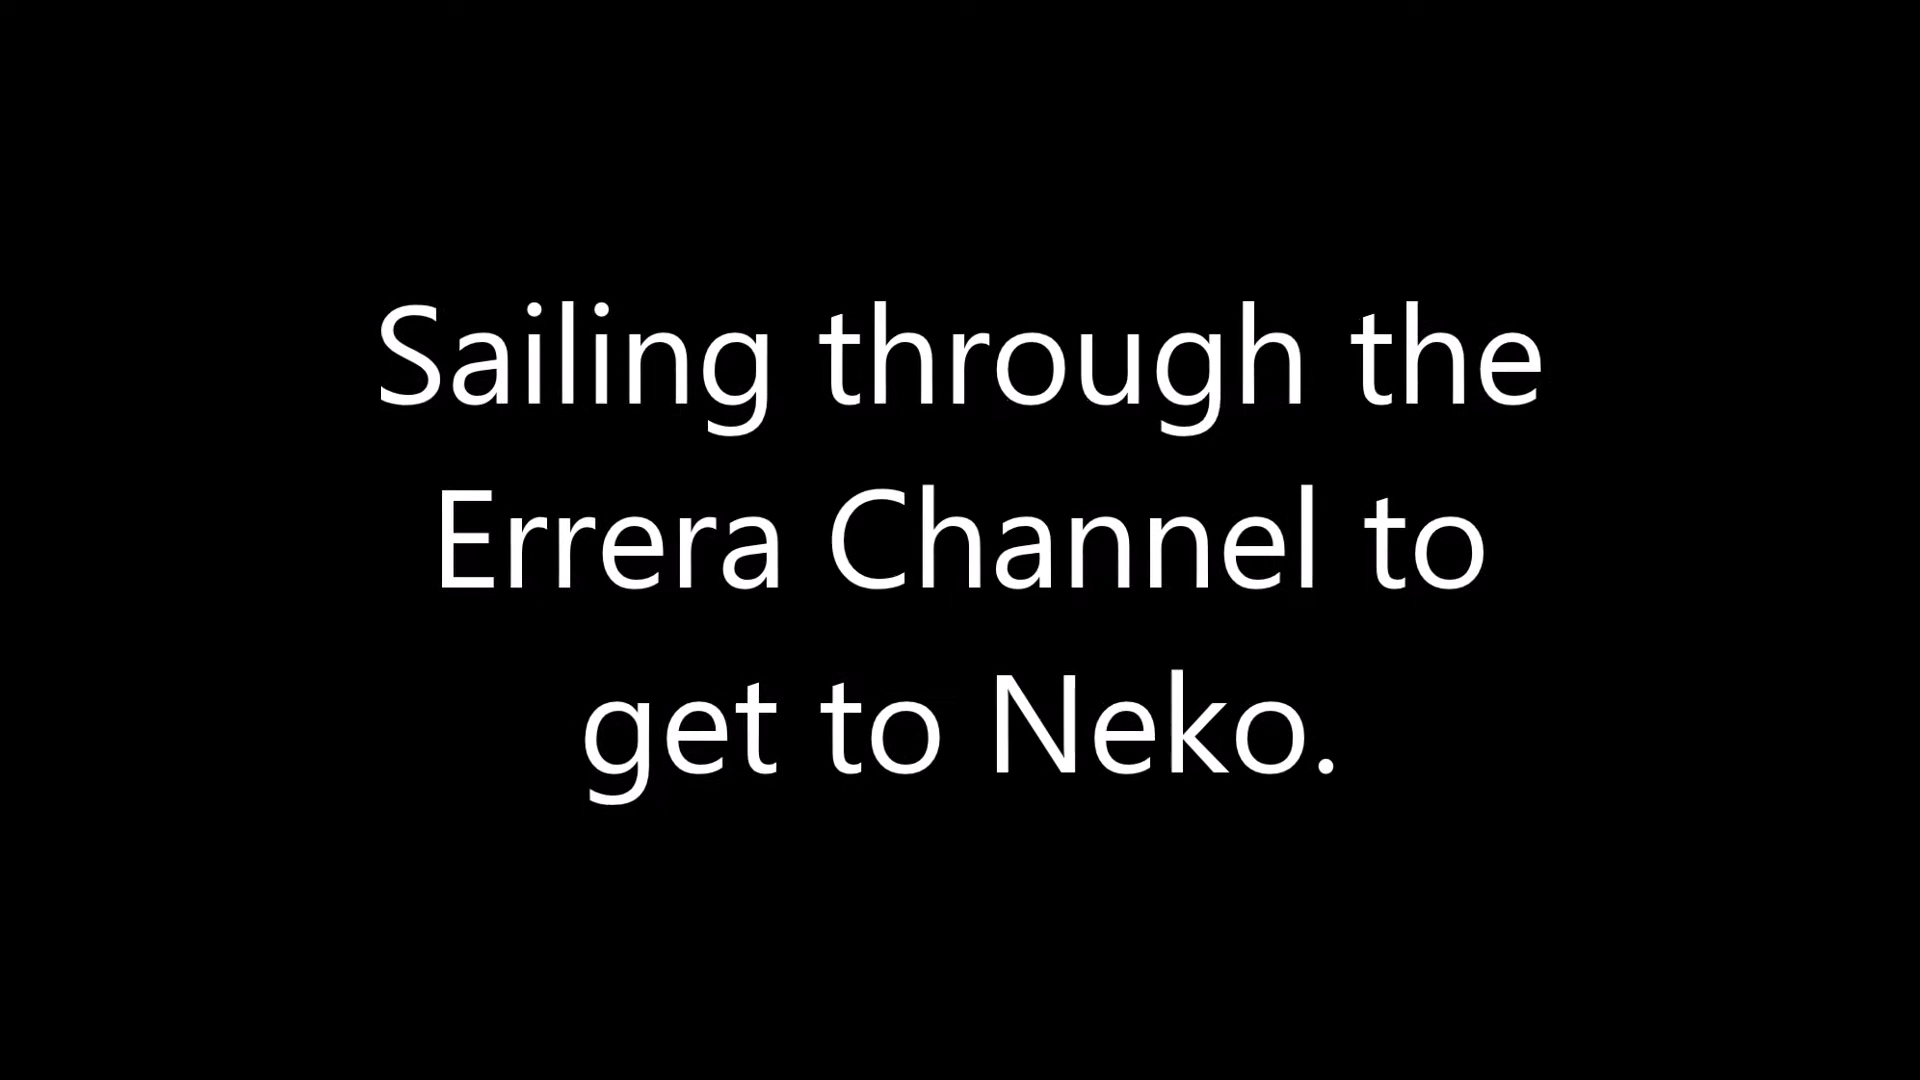 Sailing through the
Errera Channel to
get to Neko.